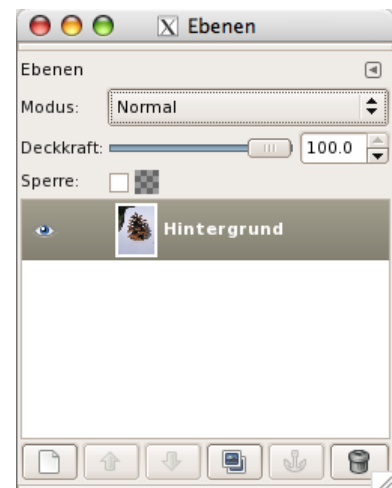 Ebenen
Ebenen
Modus: Normal
Deckkraft: 100.0
Sperre:
Hintergrund